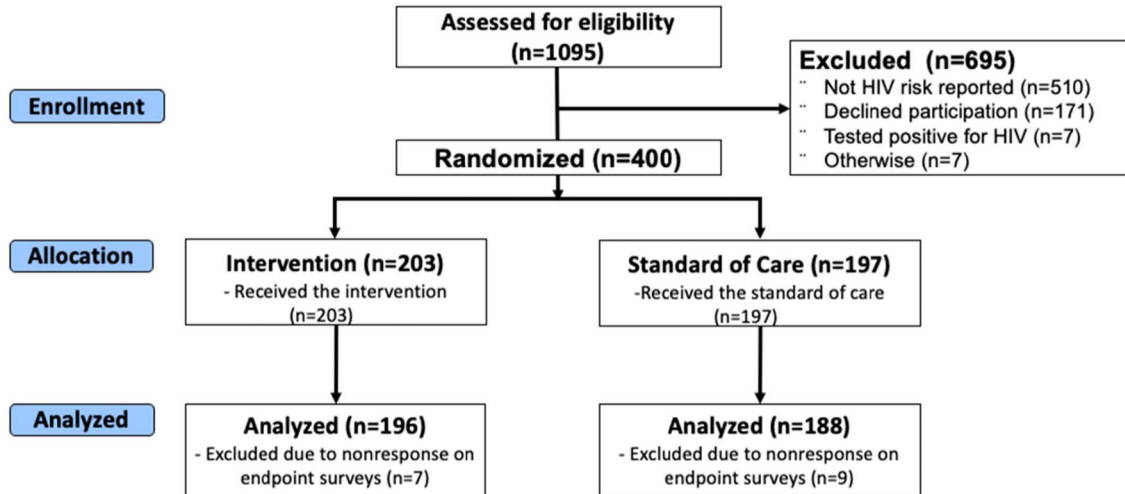 Assessed for eligibility
(n=1095)
Excluded (n=695)
¨ Not HIV risk reported (n=510)
¨ Declined participation (n=171)
¨ Tested positive for HIV (n=7)
¨ Otherwise (n=7)
Enrollment
Randomized (n=400)
Allocation
Intervention (n=203)
- Received the intervention
(n=203)
Standard of Care (n=197)
-Received the standard of care
(n=197)
Analyzed
Analyzed (n=196)
- Excluded due to nonresponse on
endpoint surveys (n=7)
Analyzed (n=188)
- Excluded due to nonresponse on
endpoint surveys (n=9)